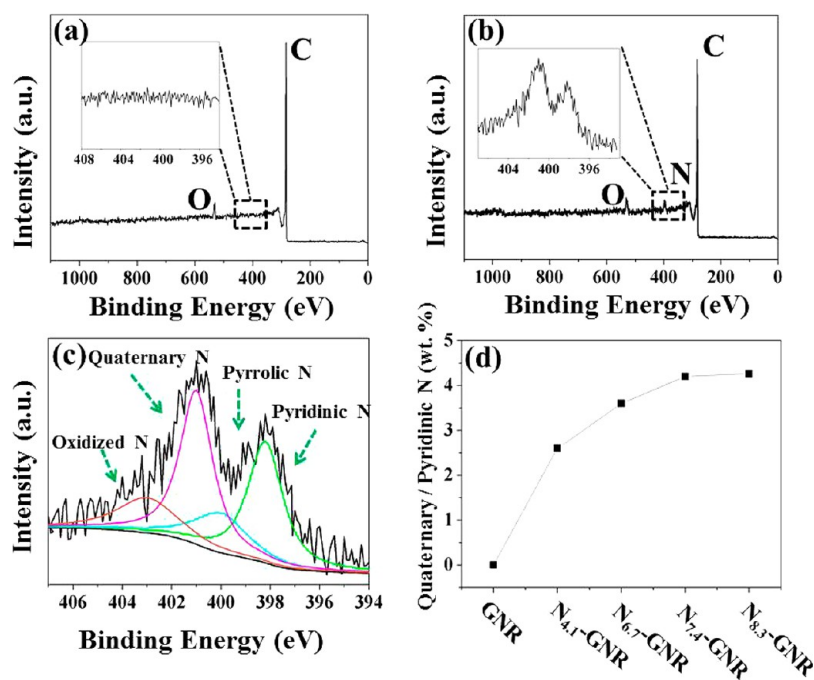 (a)
C
O
Intensity (a.u.)
408 404 400 396
1000 800 600 400 200 0
Binding Energy (eV)
(b)
C
N
O
Intensity (a.u.)
404 400 396
1000 800 600 400 200 0
Binding Energy (eV)
(c)
Quaternary N
Pyrrolic N
Pyridinic N
Oxidized N
Intensity (a.u.)
406 404 402 400 398 396 394
Binding Energy (eV)
(d)
Quaternary / Pyridinic N (wt. %)
5
4
3
2
1
0
GNR
N4.1-GNR
N6.7-GNR
N7.4-GNR
N8.3-GNR